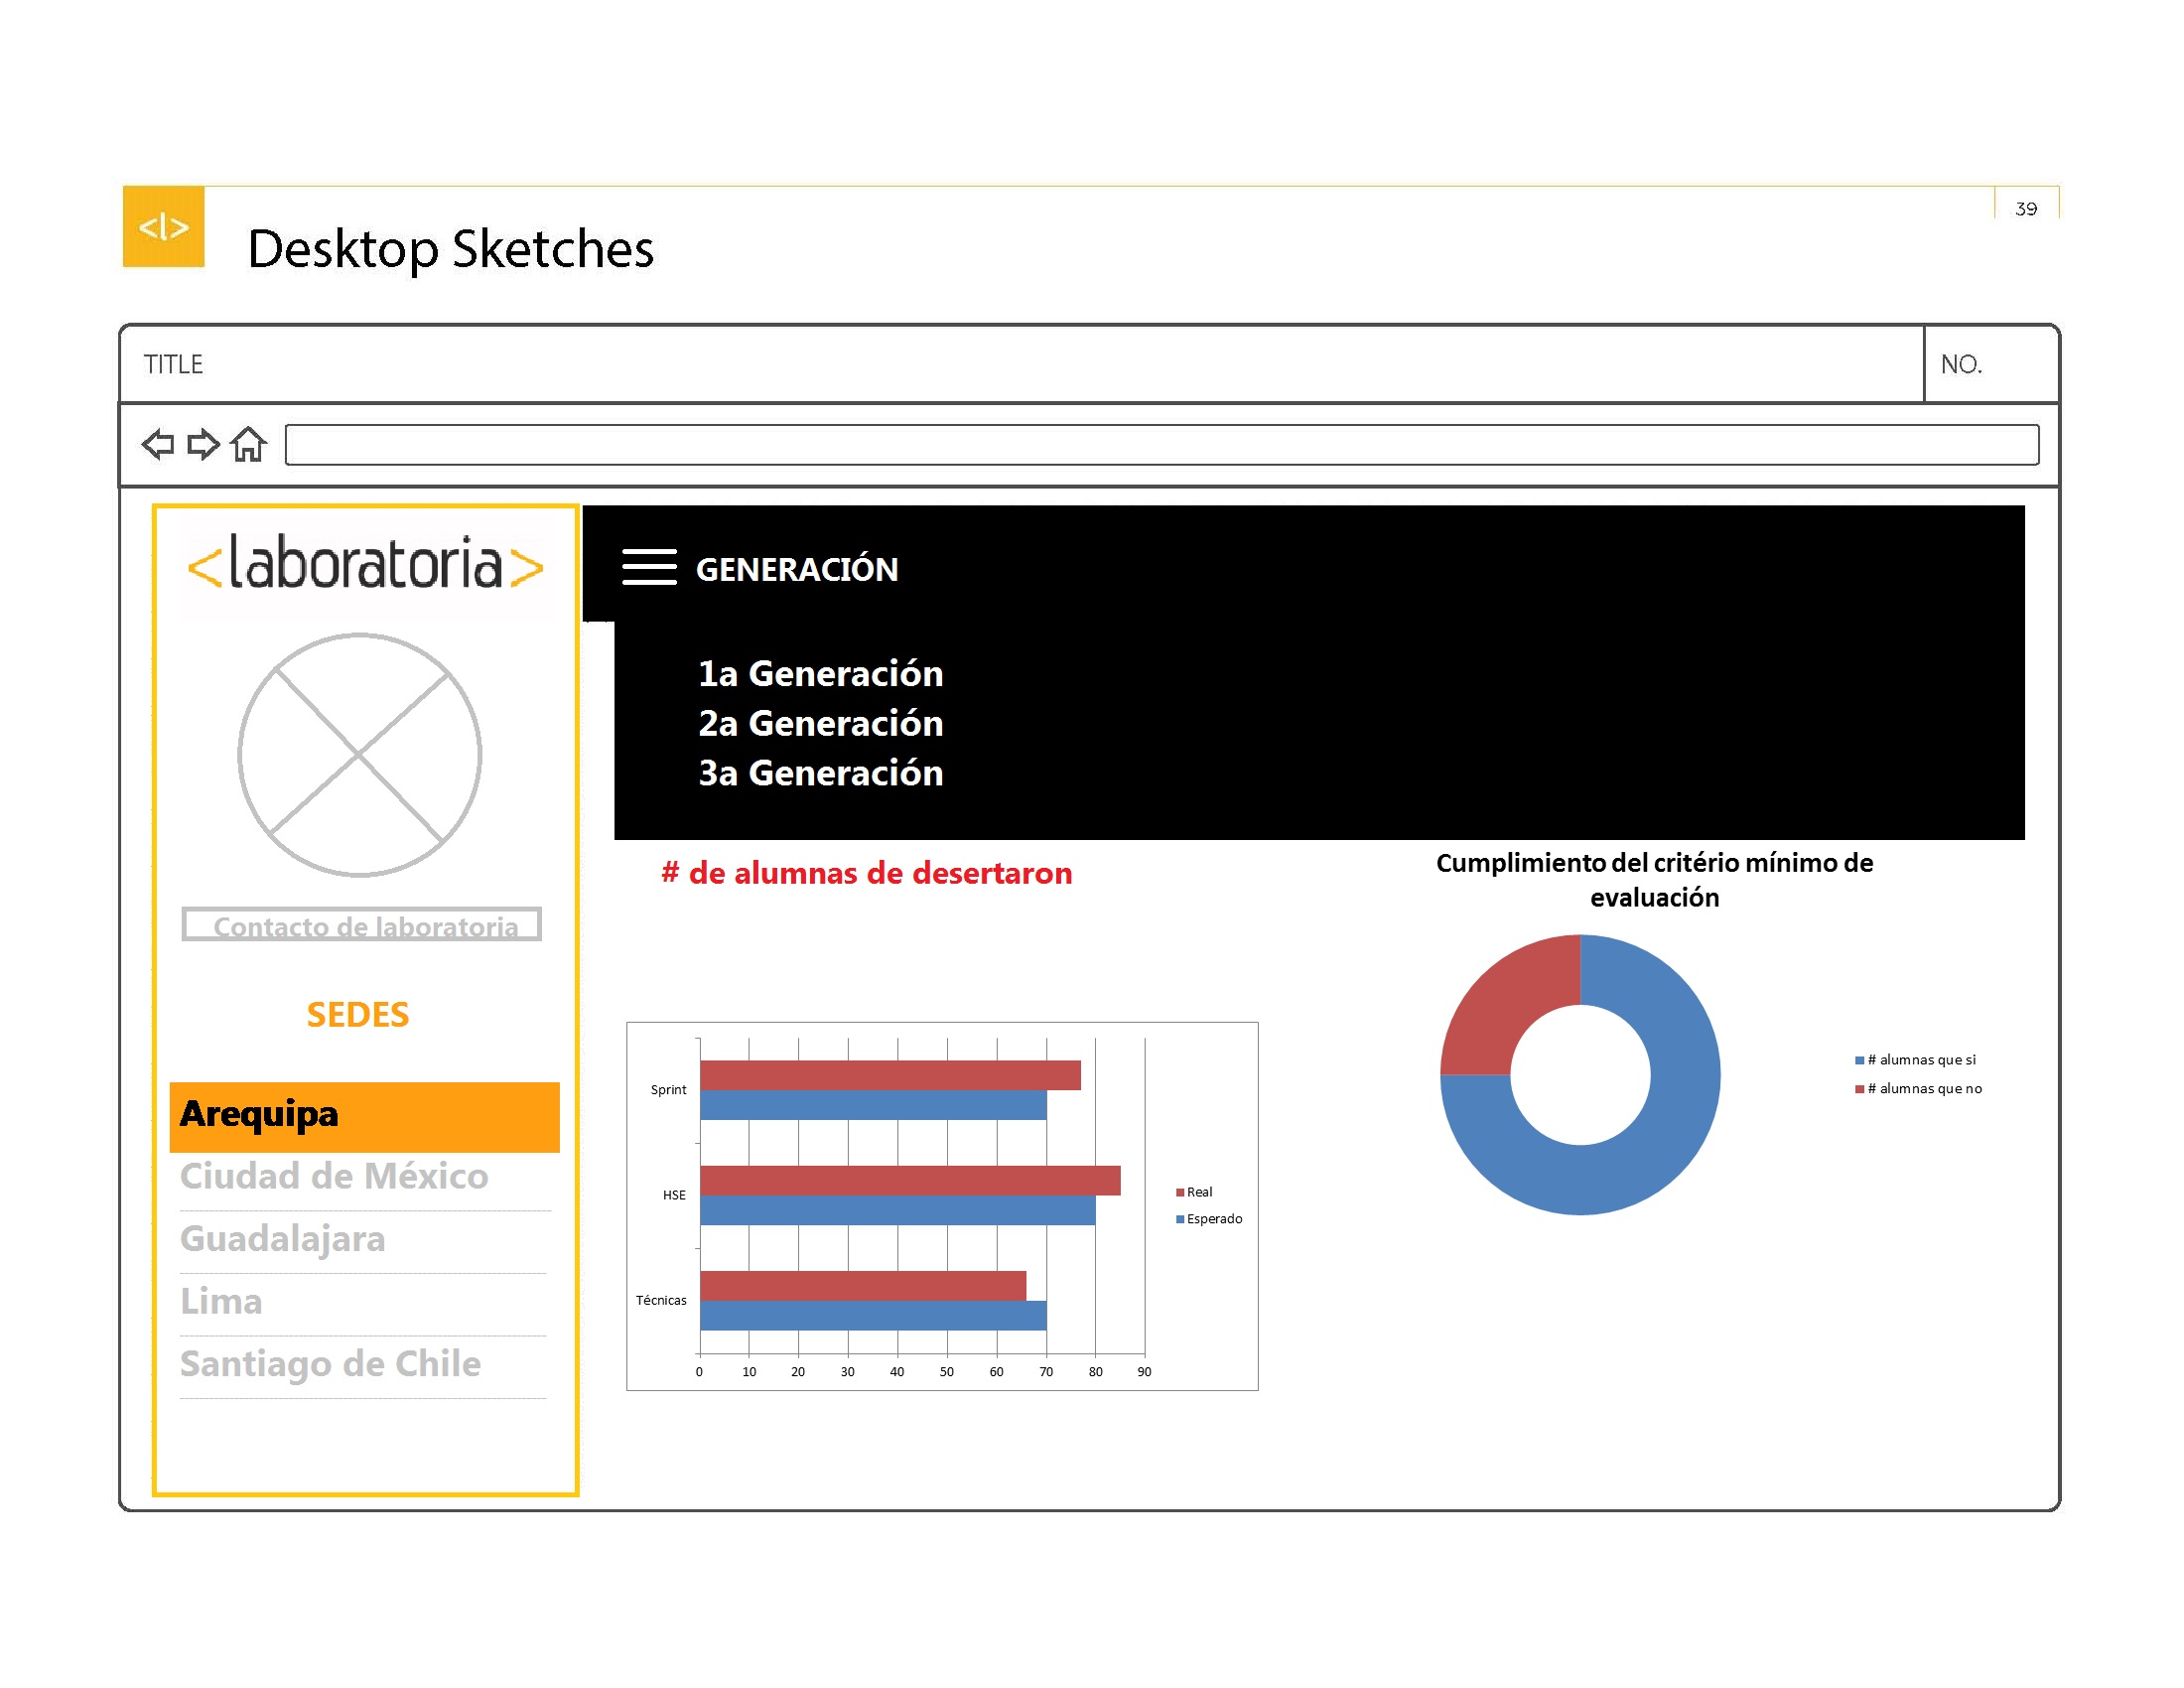 <l>
39
Desktop Sketches
TITLE
NO.
<laboratoria>
Contacto de laboratoria
SEDES
Arequipa
Ciudad de México
Guadalajara
Lima
Santiago de Chile
GENERACIÓN
1a Generación
2a Generación
3a Generación
# de alumnas de desertaron
Sprint
HSE
Técnicas
0 10 20 30 40 50 60 70 80 90
Real
Esperado
Cumplimiento del critério mínimo de
evaluación
# alumnas que si
# alumnas que no